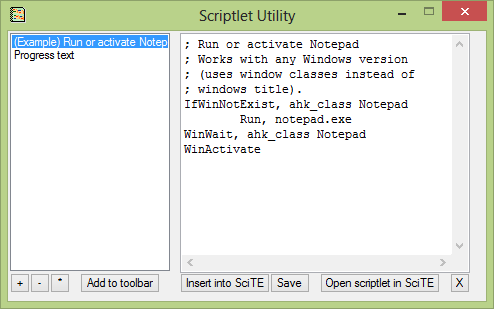 Scriptlet Utility
(Example) Run or activate Notep
Progress text
; Run or activate Notepad
; Works with any Windows version
; (uses window classes instead of
; windows title).
IfWinNotExist, ahk_class Notepad
Run, notepad.exe
WinWait, ahk_class Notepad
WinActivate
+ - * Add to toolbar Insert into SciTE Save Open scriptlet in SciTE X